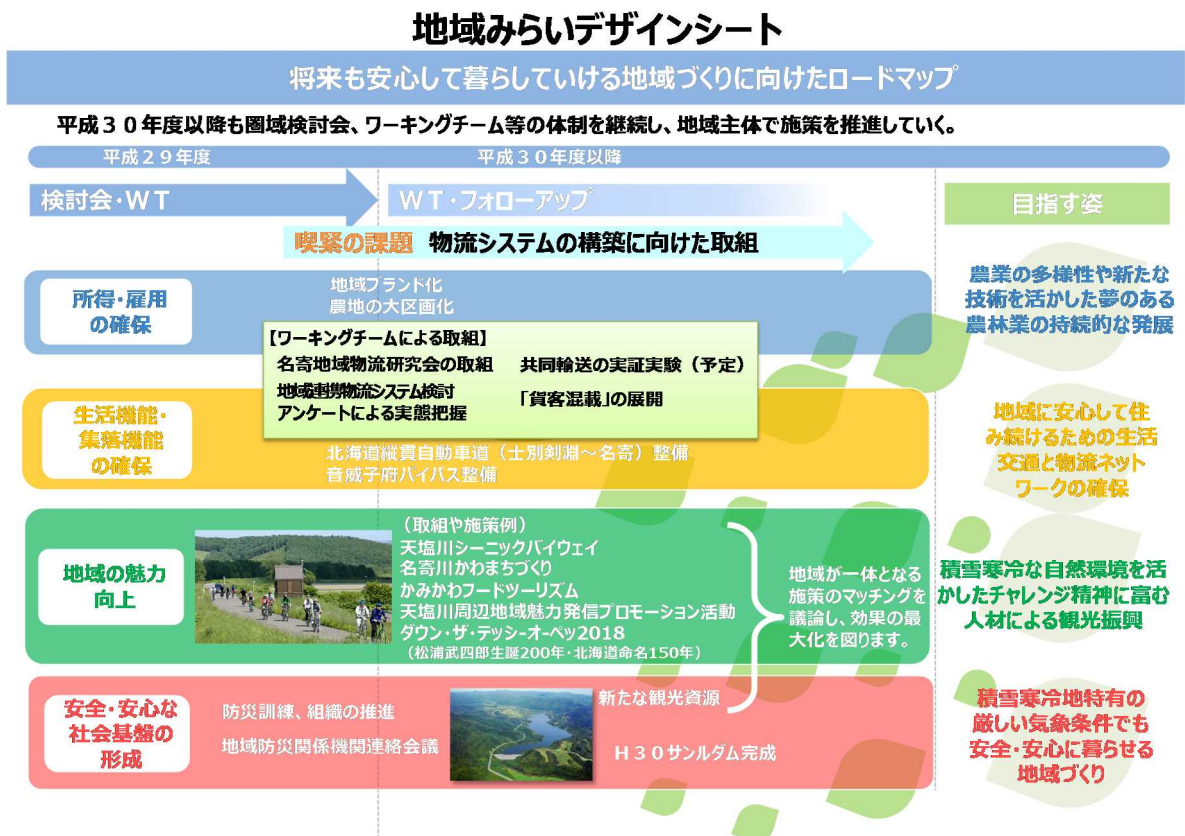 地域みらいデザインシート
将来も安心して暮らしていける地域づくりに向けたロードマップ
平成３０年度以降も圏域検討会、ワーキングチーム等の体制を継続し、地域主体で施策を推進していく。
平成２９年度
平成３０年度以降
検討会・ＷＴ
ＷＴ・フォローアップ
目指す姿
喫緊の課題 物流システムの構築に向けた取組
所得・雇用
の確保
地域ブランド化
農地の大区画化
農業の多様性や新たな
技術を活かした夢のある
農林業の持続的な発展
【ワーキングチームによる取組】
名寄地域物流研究会の取組
共同輸送の実証実験（予定）
地域連携物流システム検討
アンケートによる実態把握
「貨客混載」の展開
生活機能・
集落機能
の確保
北海道縦貫自動車道（士別剣淵～名寄）整備
音威子府バイパス整備
地域に安心して住
み続けるための生活
交通と物流ネット
ワークの確保
地域の魅力
向上
（取組や施策例）
天塩川シーニックバイウェイ
名寄川かわまちづくり
かみかわフードツーリズム
天塩川周辺地域魅力発信プロモーション活動
ダウン・ザ・テッシ-オ-ペッ2018
（松浦武四郎生誕200年・北海道命名150年）
地域が一体となる
施策のマッチングを
議論し、効果の最
大化を図ります。
積雪寒冷な自然環境を活
かしたチャレンジ精神に富む
人材による観光振興
安全・安心な
社会基盤の
形成
防災訓練、組織の推進
地域防災関係機関連絡会議
新たな観光資源
Ｈ３０サンルダム完成
積雪寒冷地特有の
厳しい気象条件でも
安全・安心に暮らせる
地域づくり